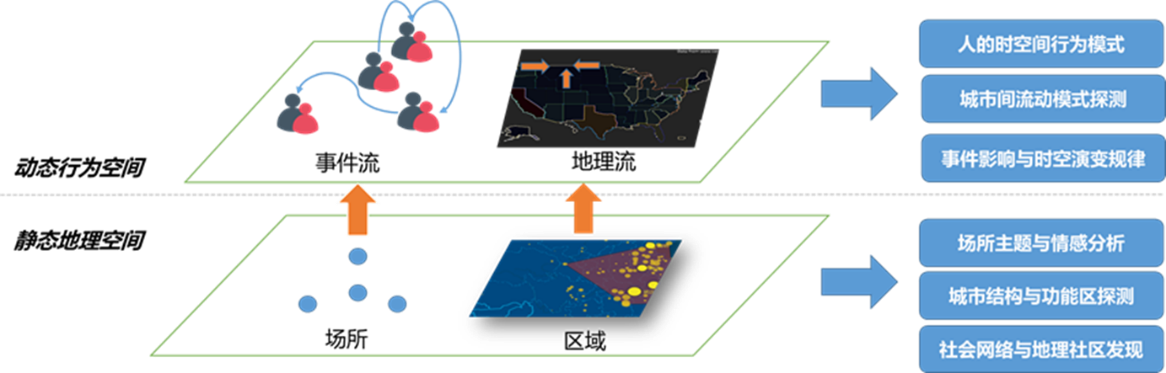 人的时空间行为模式
城市间流动模式探测
事件影响与时空演变规律
事件流
地理流
动态行为空间
静态地理空间
场所
区域
场所主题与情感分析
城市结构与功能区探测
社会网络与地理社区发现